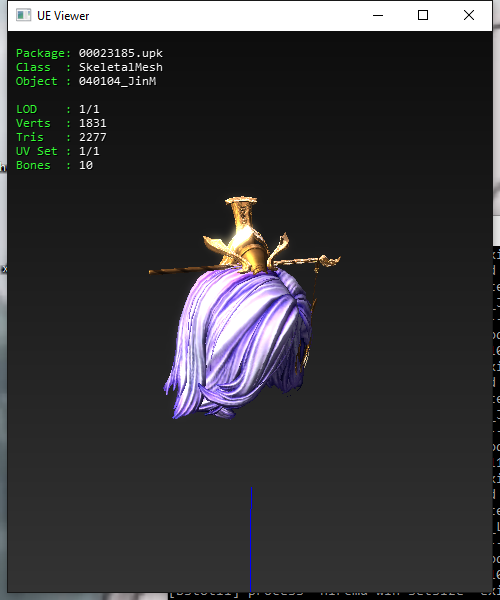 UE Viewer
Package: 00023185.upk
Class : SkeletalMesh
Object : 040104_JinM
LOD : 1/1
Verts : 1831
Tris : 2277
UV Set : 1/1
Bones : 10